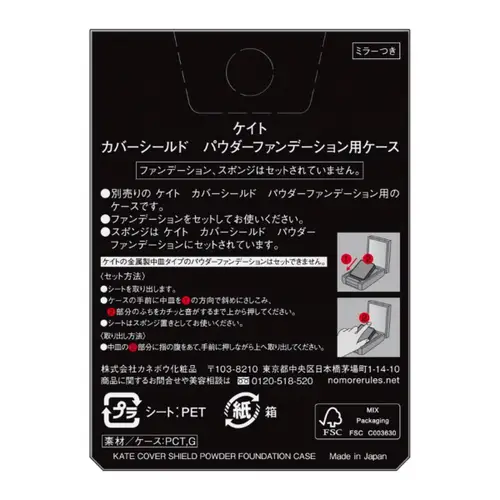 ミラーつき
ケイト
カバーシールド パウダーファンデーション用ケース
ファンデーション、スポンジはセットされていません。
●別売りの ケイト カバーシールド パウダーファンデーション用の
ケースです。
●ファンデーションをセットしてお使いください。
●スポンジは ケイト カバーシールド パウダー
ファンデーションにセットされています。
ケイトの金属製中皿タイプのパウダーファンデーションはセットできません。
〈セット方法〉
●シートを取り出します。
●ケースの手前に中皿を の方向で斜めにさしこみ、
部分のふちをカチッと音がするまで上から押してください。
●シートはスポンジ置きとしてお使いください。
〈取り出し方法〉
●中皿の 部分に指の腹をあて、手前に押しながら上へ取り出してください。
株式会社カネボウ化粧品 〒103-8210 東京都中央区日本橋茅場町1-14-10
商品に関するお問合せや美容相談は ☏0120-518-520 nomorerules.net
プラ シート:PET 紙 箱
FSC
MIX
Packaging
FSC C003630
素材/ケース:PCT,G
KATE COVER SHIELD POWDER FOUNDATION CASE Made in Japan